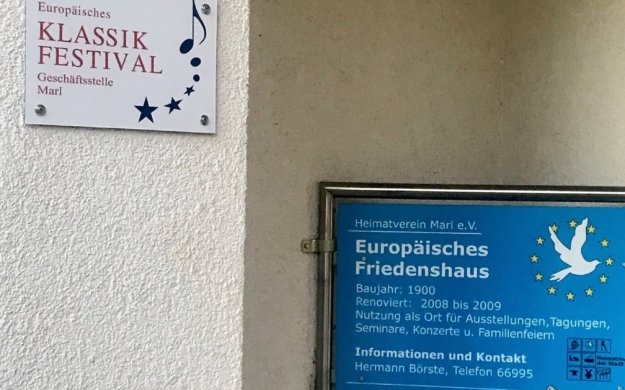 Europäisches
KLASSIK
FESTIVAL
Geschäftsstelle
Marl
Heimatverein Marl e.V.
Europäisches
Friedenshaus
Baujahr: 1900
Renoviert: 2008 bis 2009
Nutzung als Ort für Ausstellungen,Tagungen,
Seminare, Konzerte u. Familienfeiern
Informationen und Kontakt
Hermann Börste, Telefon 66995